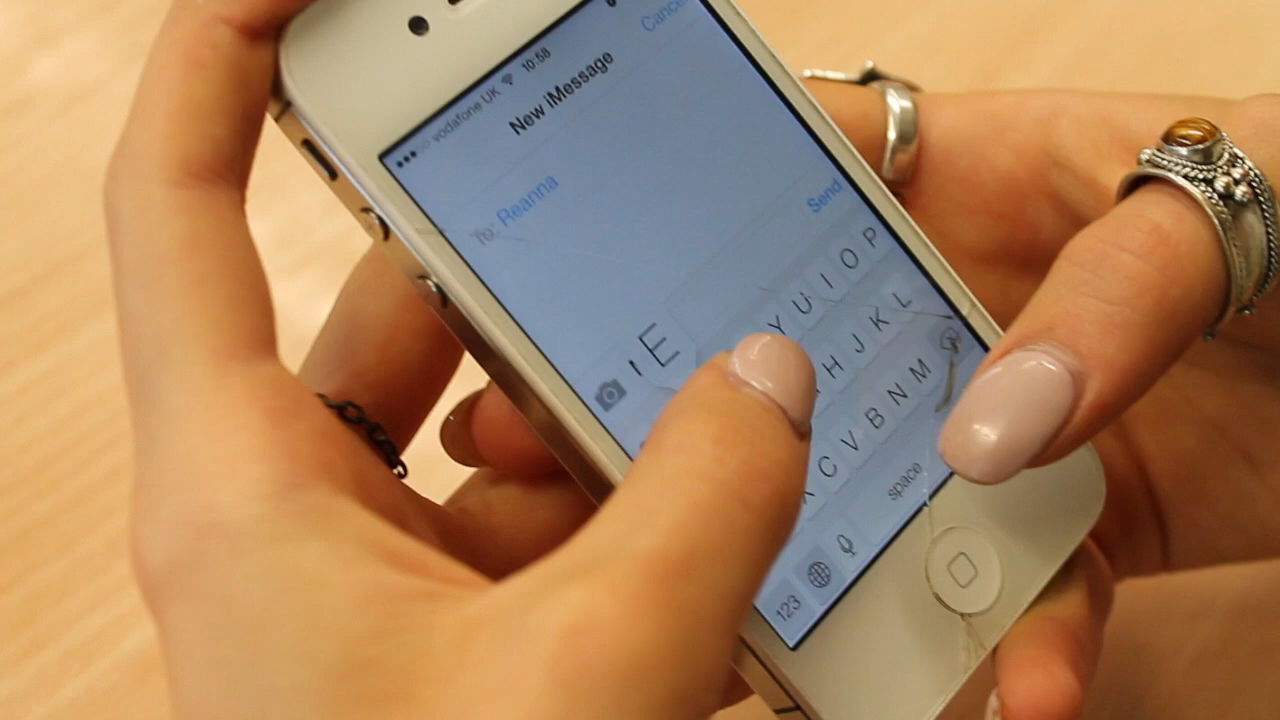 vodafone UK 10:58
New iMessage Cancel
To: Reanna
Send
E
Y U I O P
H J K L
X C V B N M
123 space